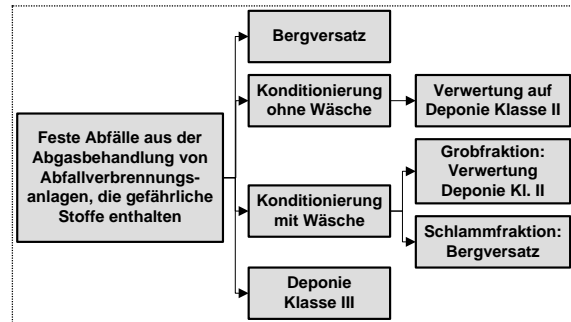 Feste Abfälle aus der
Abgasbehandlung von
Abfallverbrennungs-
anlagen, die gefährliche
Stoffe enthalten
Bergversatz
Konditionierung
ohne Wäsche
Verwertung auf
Deponie Klasse II
Konditionierung
mit Wäsche
Grobfraktion:
Verwertung
Deponie Kl. II
Schlammfraktion:
Bergversatz
Deponie
Klasse III